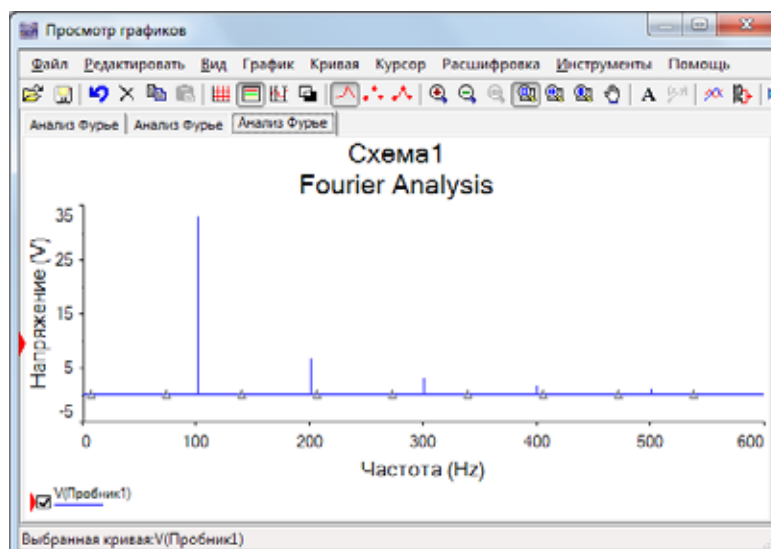 Просмотр графиков
Файл Редактировать Вид График Кривая Курсор Расшифровка Инструменты Помощь
A
Анализ Фурье Анализ Фурье Анализ Фурье
Схема1
Fourier Analysis
Напряжение (V)
35
25
15
5
-5
0 100 200 300 400 500 600
Частота (Hz)
V(Пробник1)
Выбранная кривая:V(Пробник1)